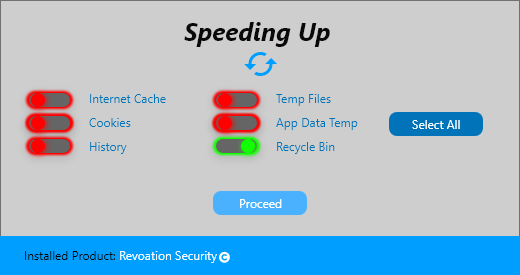 Speeding Up
Internet Cache
Temp Files
Cookies
App Data Temp
Select All
History
Recycle Bin
Proceed
Installed Product: Revoation Security ©